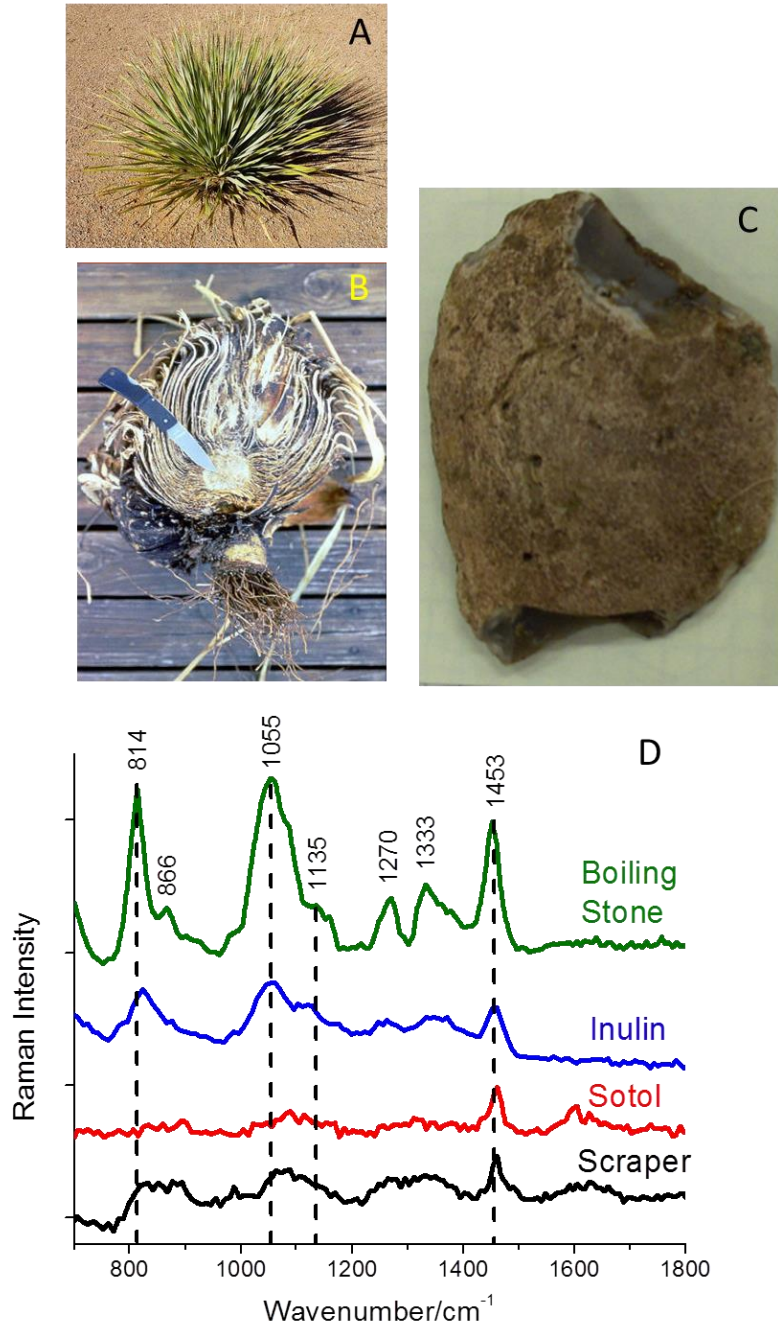 A
B
C
D
814
866
1055
1135
1270
1333
1453
Boiling
Stone
Inulin
Sotol
Scraper
Raman Intensity
800 1000 1200 1400 1600 1800
Wavenumber/cm⁻¹